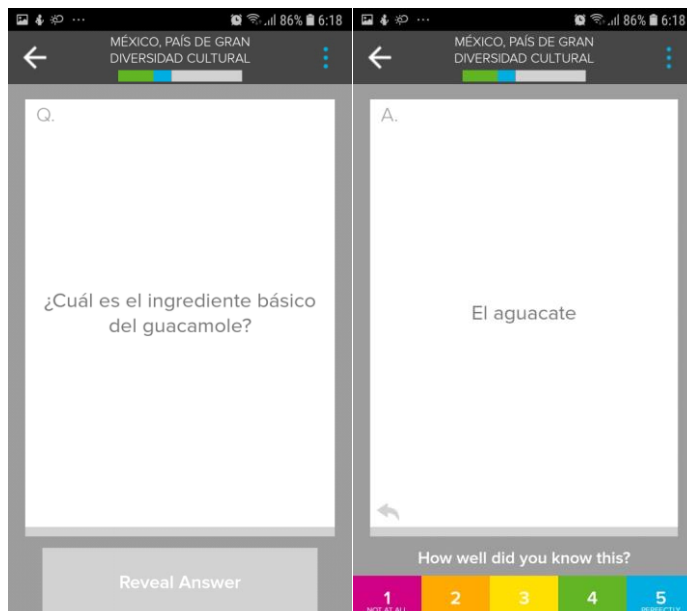 86% 6:18
MÉXICO, PAÍS DE GRAN
DIVERSIDAD CULTURAL
Q.
¿Cuál es el ingrediente básico
del guacamole?
Reveal Answer
86% 6:18
MÉXICO, PAÍS DE GRAN
DIVERSIDAD CULTURAL
A.
El aguacate
How well did you know this?
1 2 3 4 5
NOT AT ALL PERFECTLY